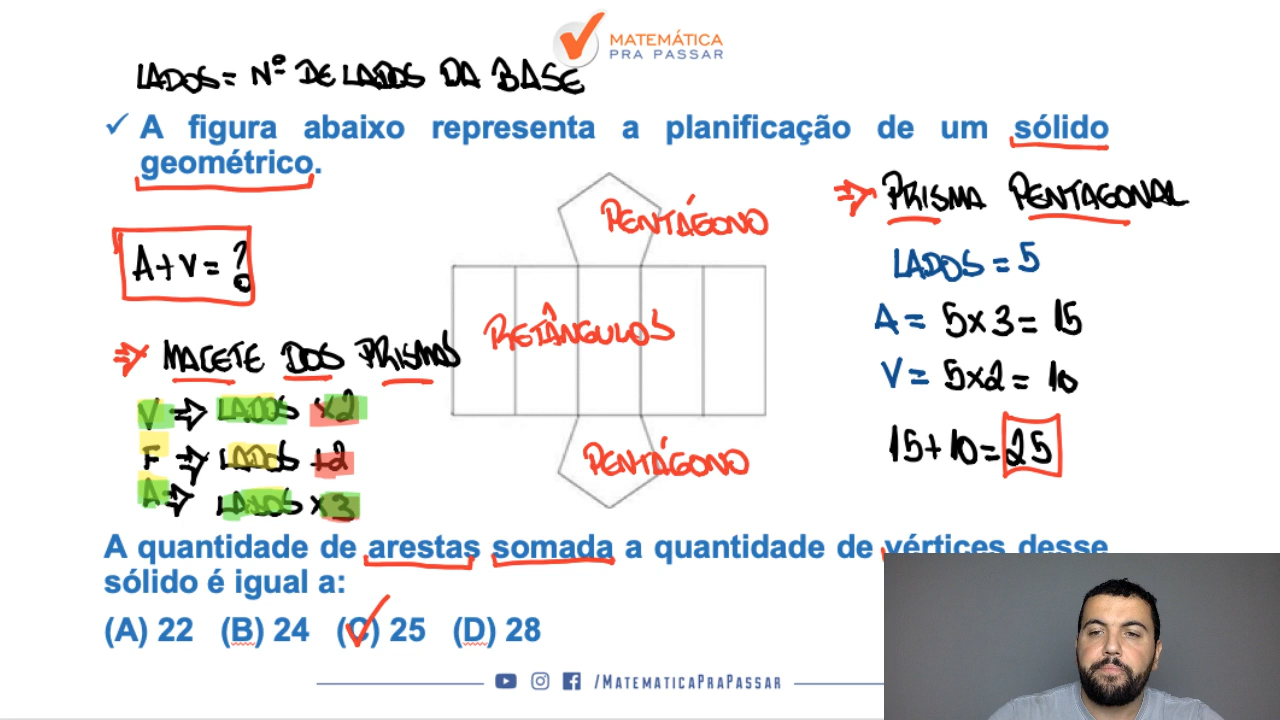 MATEMÁTICA
PRA PASSAR
LADOS = Nº DE LADOS DA BASE
✓ A figura abaixo representa a planificação de um sólido
geométrico.
⇒ PRISMA PENTAGONAL
PENTÁGONO
A+V = ?
LADOS = 5
A = 5x3 = 15
RETÂNGULOS
⇒ MACETE DOS PRISMAS
V = 5x2 = 10
V ⇒ LADOS x2
F ⇒ LADOS +2
A ⇒ LADOS x3
15+10= 25
PENTÁGONO
A quantidade de arestas somada a quantidade de vértices desse
sólido é igual a:
(A) 22 (B) 24 (C) 25 (D) 28
/MATEMATICAPRAPASSAR